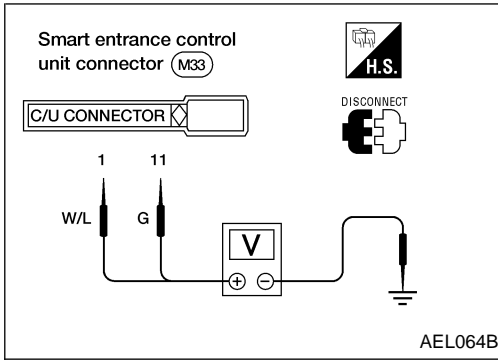 Smart entrance control
unit connector M33
H.S.
C/U CONNECTOR
DISCONNECT
1 11
W/L G
V
+ −
AEL064B